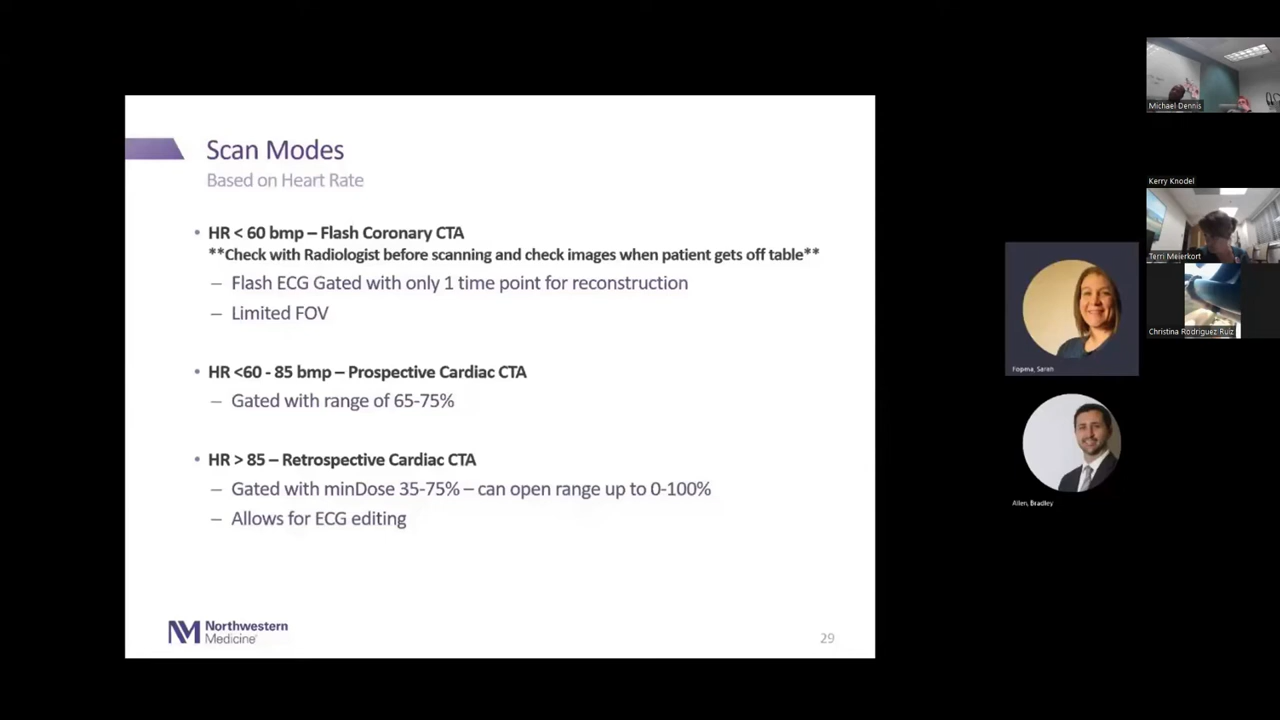 Scan Modes
Based on Heart Rate
• HR < 60 bmp – Flash Coronary CTA
**Check with Radiologist before scanning and check images when patient gets off table**
– Flash ECG Gated with only 1 time point for reconstruction
– Limited FOV
• HR <60 - 85 bmp – Prospective Cardiac CTA
– Gated with range of 65-75%
• HR > 85 – Retrospective Cardiac CTA
– Gated with minDose 35-75% – can open range up to 0-100%
– Allows for ECG editing
Northwestern
Medicine
29
Michael Dennis
Kerry Knodel
Terri Meierkort
Christina Rodriguez Ruiz
Sarah
Allen, Bradley